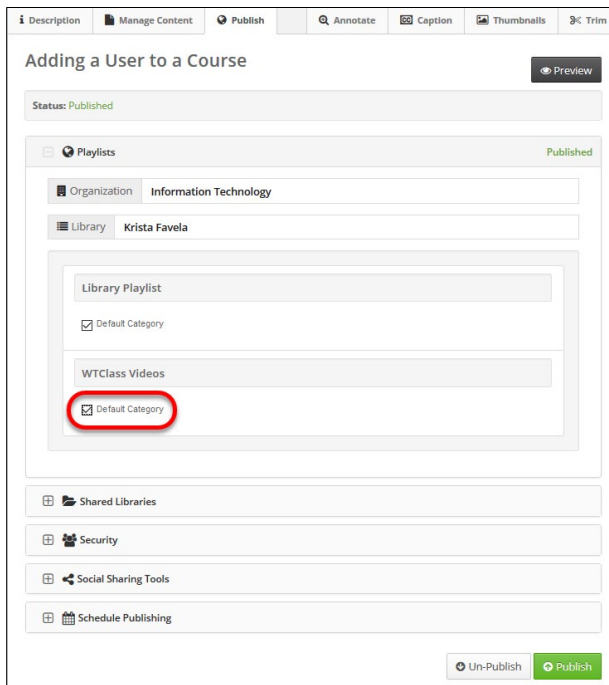 Description Manage Content Publish Annotate Caption Thumbnails Trim
Adding a User to a Course
Preview
Status: Published
Playlists Published
Organization Information Technology
Library Krista Favela
Library Playlist
Default Category
WTClass Videos
Default Category
Shared Libraries
Security
Social Sharing Tools
Schedule Publishing
Un-Publish Publish